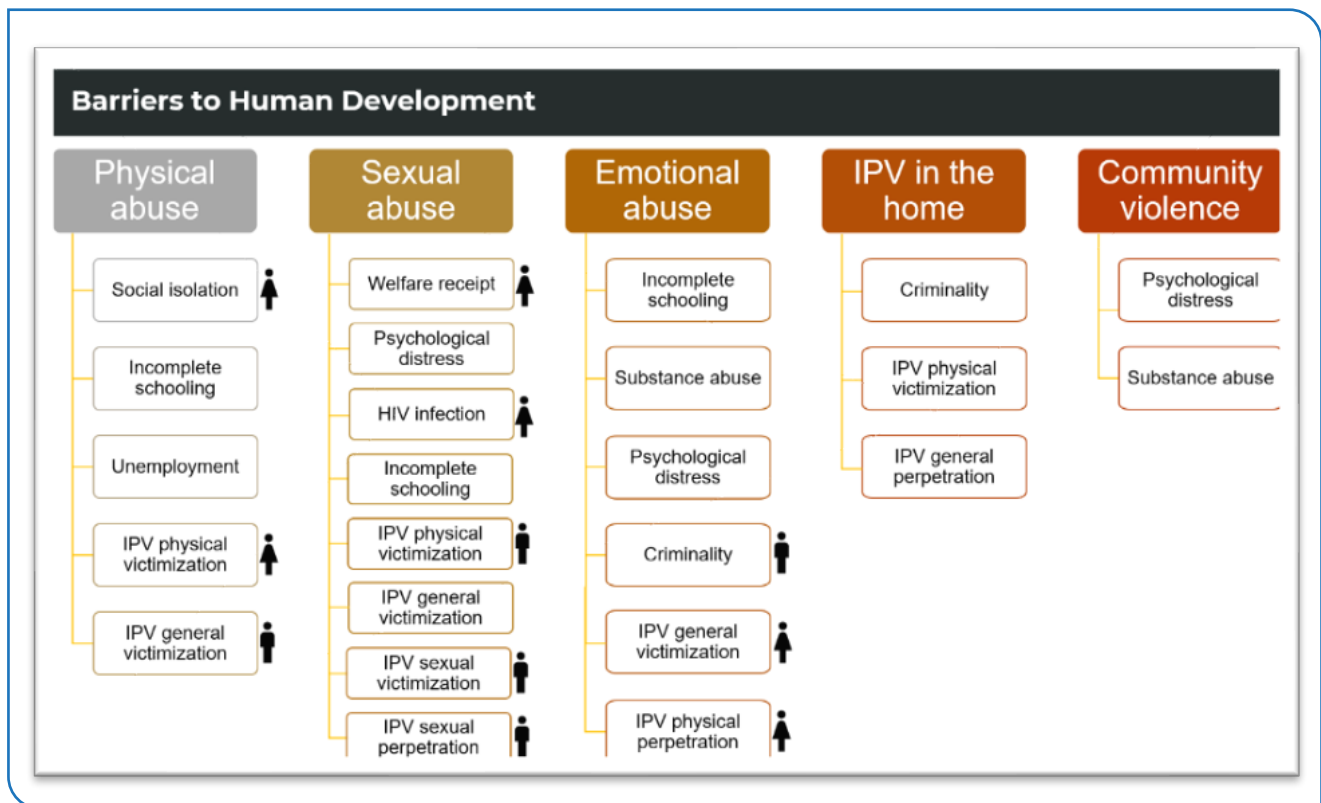 Barriers to Human Development
Physical
abuse
Social isolation
Incomplete
schooling
Unemployment
IPV physical
victimization
IPV general
victimization
Sexual
abuse
Welfare receipt
Psychological
distress
HIV infection
Incomplete
schooling
IPV physical
victimization
IPV general
victimization
IPV sexual
victimization
IPV sexual
perpetration
Emotional
abuse
Incomplete
schooling
Substance abuse
Psychological
distress
Criminality
IPV general
victimization
IPV physical
perpetration
IPV in the
home
Criminality
IPV physical
victimization
IPV general
perpetration
Community
violence
Psychological
distress
Substance abuse